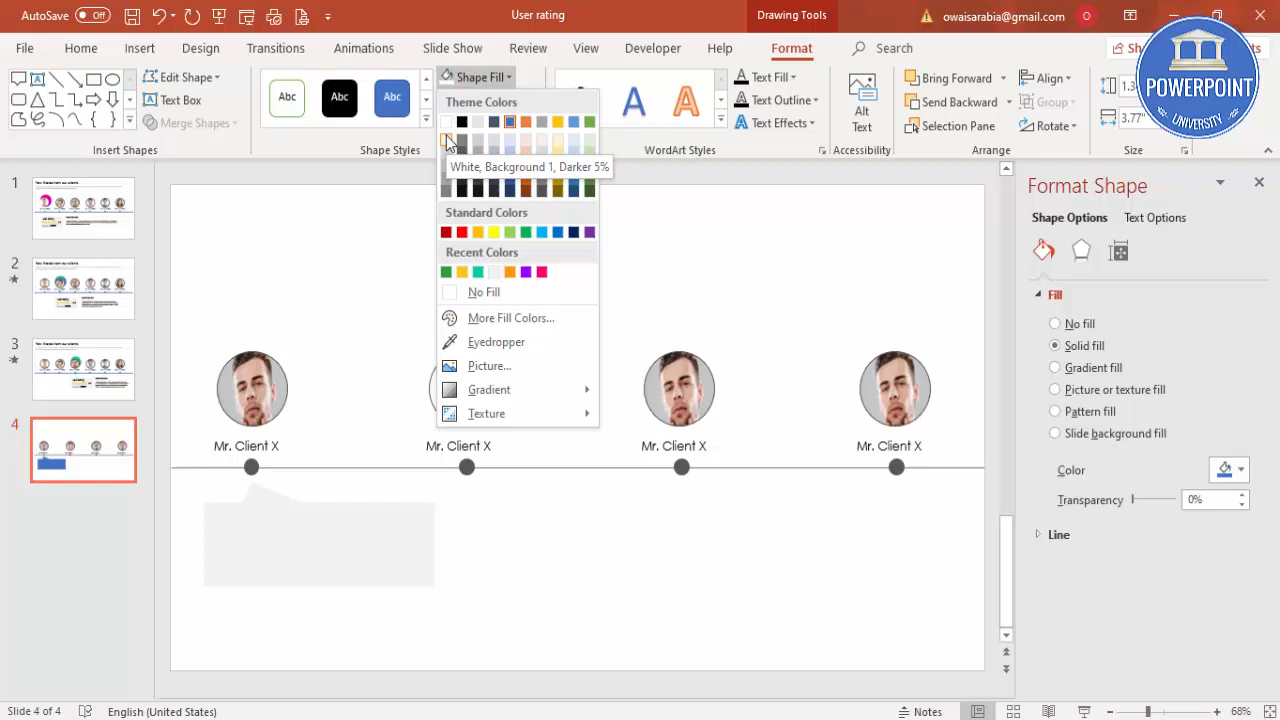 AutoSave Off
User rating
Drawing Tools
owaisarabia@gmail.com
File Home Insert Design Transitions Animations Slide Show Review View Developer Help Format Search
Edit Shape
Text Box
Merge Shapes
Insert Shapes
Abc Abc Abc
Shape Styles
Shape Fill
A A
WordArt Styles
Text Fill
Text Outline
Text Effects
Alt
Text
Accessibility
Bring Forward
Send Backward
Selection Pane
Align
Group
Rotate
Arrange
3.77"
Size
POWERPOINT
UNIVERSITY
Theme Colors
White, Background 1, Darker 5%
Standard Colors
Recent Colors
No Fill
More Fill Colors...
Eyedropper
Picture...
Gradient
Texture
1
2
3
4
Mr. Client X
Mr. Client X
Mr. Client X
Mr. Client X
Format Shape
Shape Options Text Options
Fill
No fill
Solid fill
Gradient fill
Picture or texture fill
Pattern fill
Slide background fill
Color
Transparency 0%
Line
Slide 4 of 4 English (United States) Notes 68%